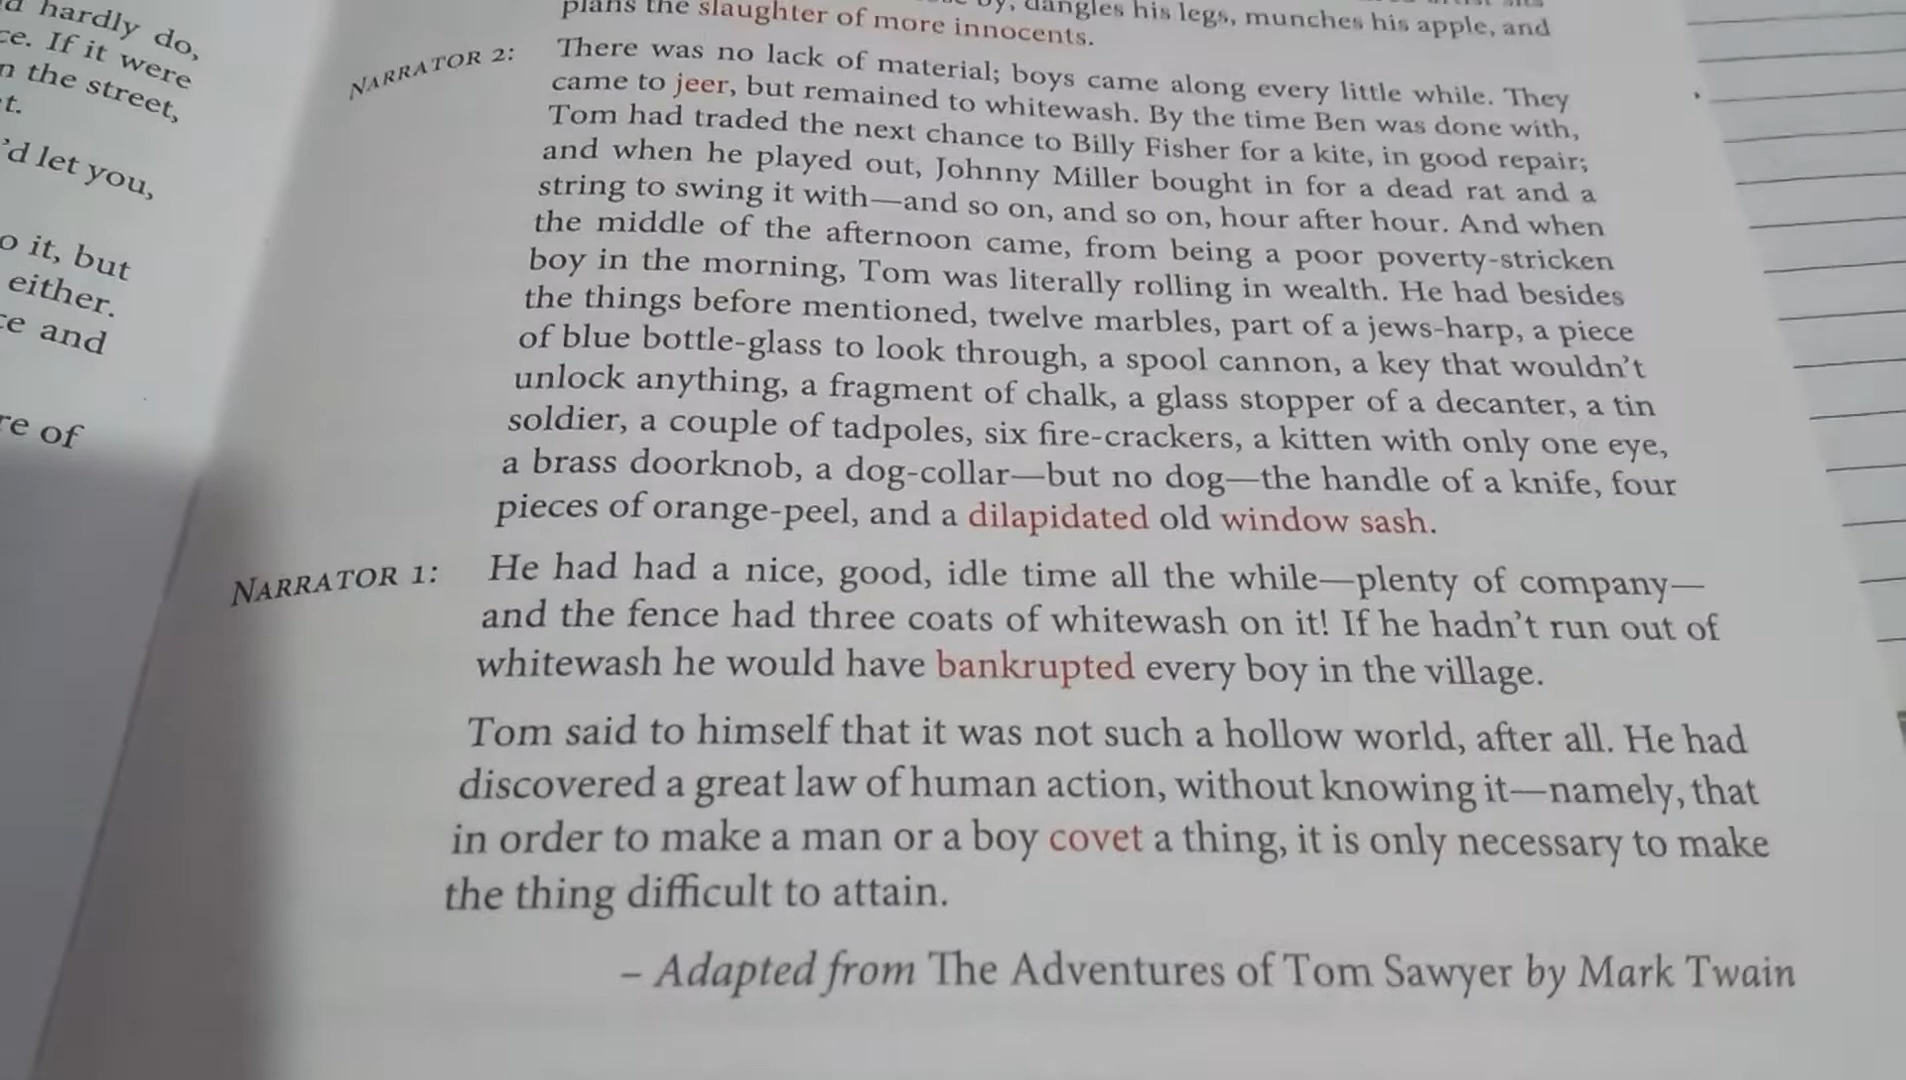 d hardly do,
ce. If it were
n the street,
t.
'd let you,
o it, but
either.
ce and
re of
by, dangles his legs, munches his apple, and
plans the slaughter of more innocents.
NARRATOR 2: There was no lack of material; boys came along every little while. They
came to jeer, but remained to whitewash. By the time Ben was done with,
Tom had traded the next chance to Billy Fisher for a kite, in good repair;
and when he played out, Johnny Miller bought in for a dead rat and a
string to swing it with—and so on, and so on, hour after hour. And when
the middle of the afternoon came, from being a poor poverty-stricken
boy in the morning, Tom was literally rolling in wealth. He had besides
the things before mentioned, twelve marbles, part of a jews-harp, a piece
of blue bottle-glass to look through, a spool cannon, a key that wouldn't
unlock anything, a fragment of chalk, a glass stopper of a decanter, a tin
soldier, a couple of tadpoles, six fire-crackers, a kitten with only one eye,
a brass doorknob, a dog-collar—but no dog—the handle of a knife, four
pieces of orange-peel, and a dilapidated old window sash.
NARRATOR 1: He had had a nice, good, idle time all the while—plenty of company—
and the fence had three coats of whitewash on it! If he hadn't run out of
whitewash he would have bankrupted every boy in the village.
Tom said to himself that it was not such a hollow world, after all. He had
discovered a great law of human action, without knowing it—namely, that
in order to make a man or a boy covet a thing, it is only necessary to make
the thing difficult to attain.
– Adapted from The Adventures of Tom Sawyer by Mark Twain